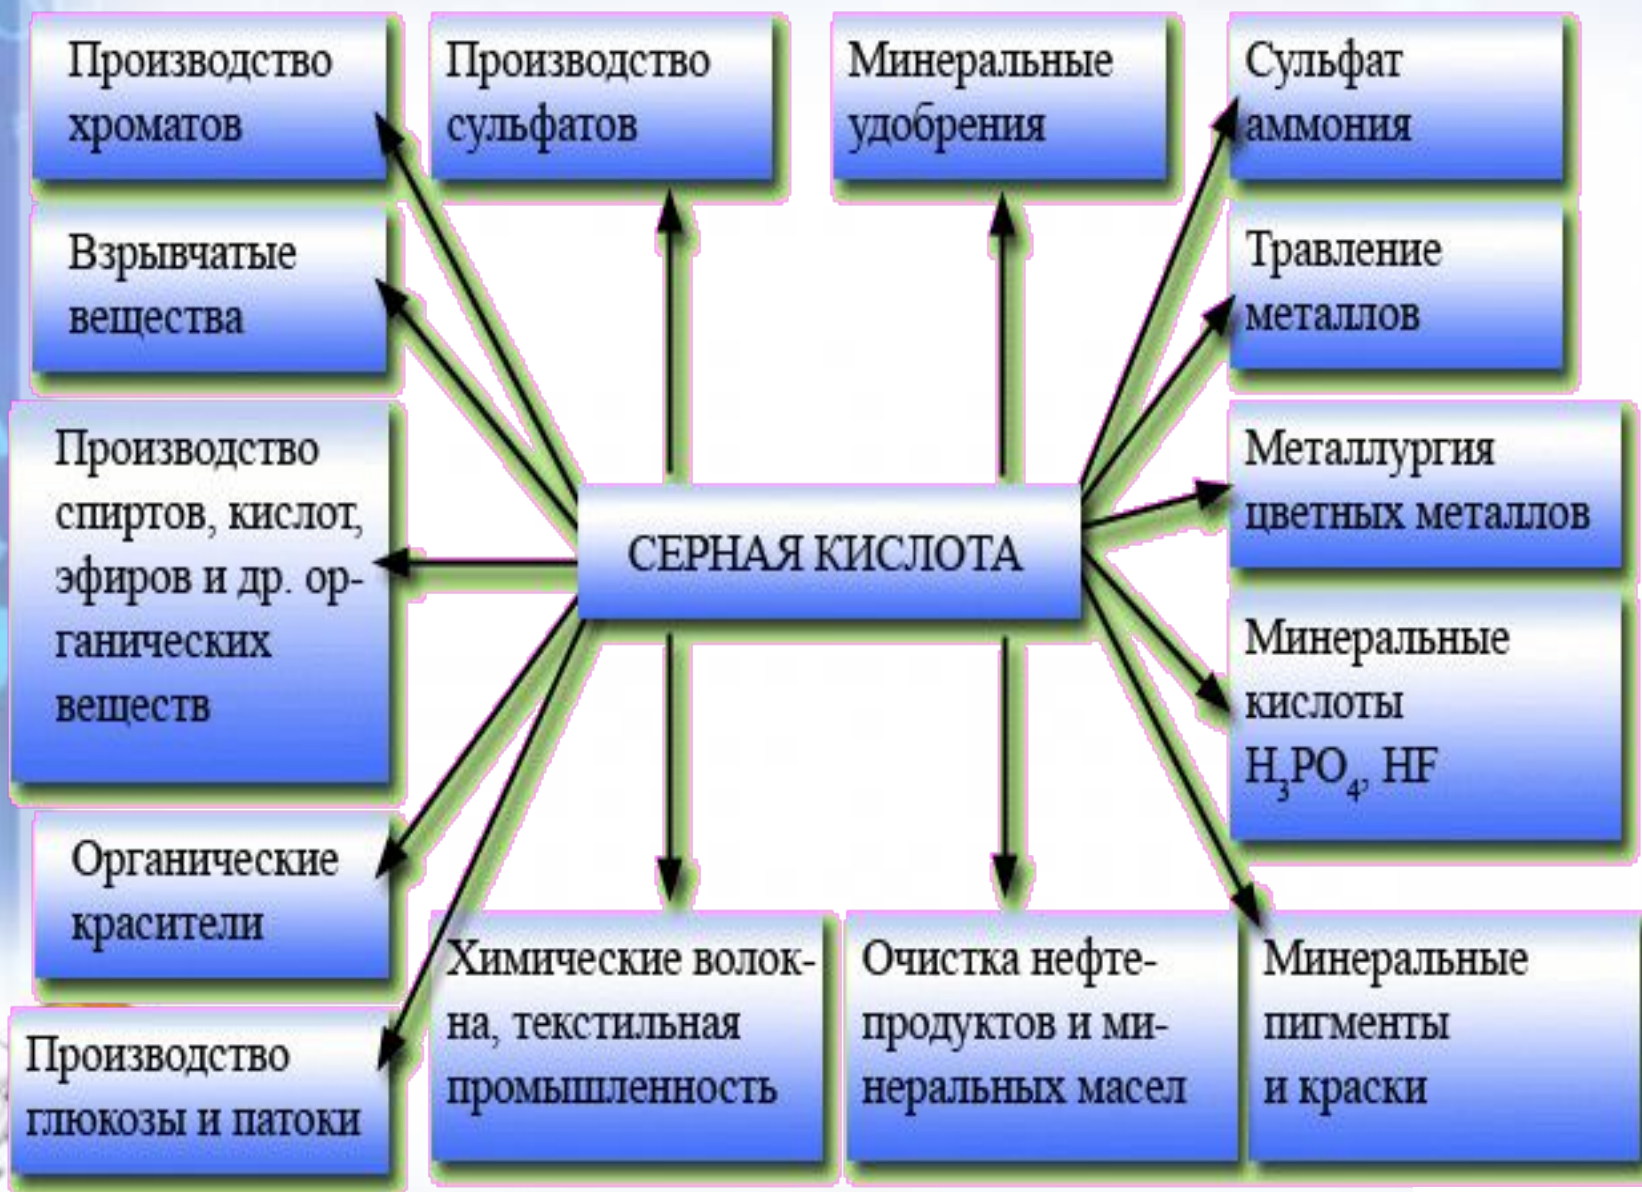 Производство
хроматов
Производство
сульфатов
Минеральные
удобрения
Сульфат
аммония
Взрывчатые
вещества
Травление
металлов
Производство
спиртов, кислот,
эфиров и др. ор-
ганических
веществ
СЕРНАЯ КИСЛОТА
Металлургия
цветных металлов
Минеральные
кислоты
H₃PO₄, HF
Органические
красители
Производство
глюкозы и патоки
Химические волок-
на, текстильная
промышленность
Очистка нефте-
продуктов и ми-
неральных масел
Минеральные
пигменты
и краски